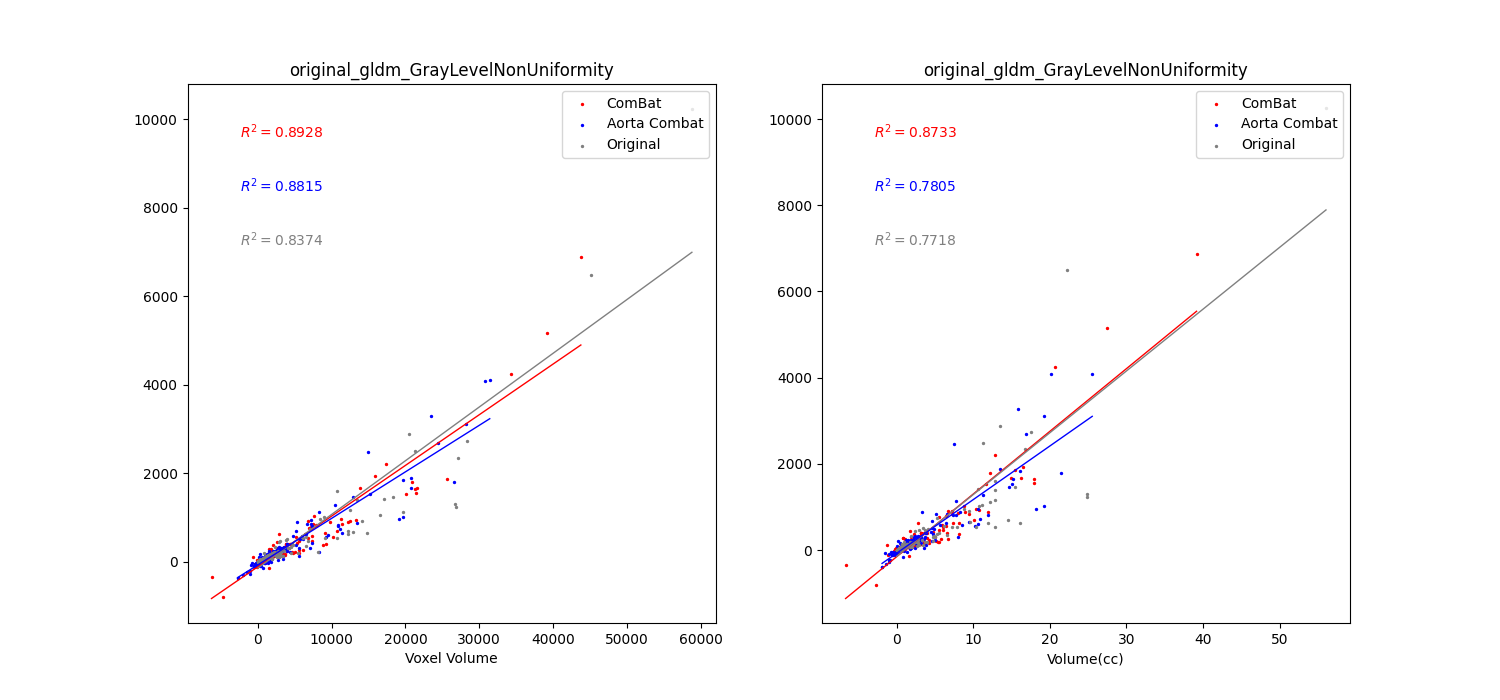 original_gldm_GrayLevelNonUniformity
ComBat
Aorta Combat
Original
R² = 0.8928
R² = 0.8815
R² = 0.8374
10000
8000
6000
4000
2000
0
0 10000 20000 30000 40000 50000 60000
Voxel Volume
original_gldm_GrayLevelNonUniformity
ComBat
Aorta Combat
Original
R² = 0.8733
R² = 0.7805
R² = 0.7718
10000
8000
6000
4000
2000
0
0 10 20 30 40 50
Volume(cc)